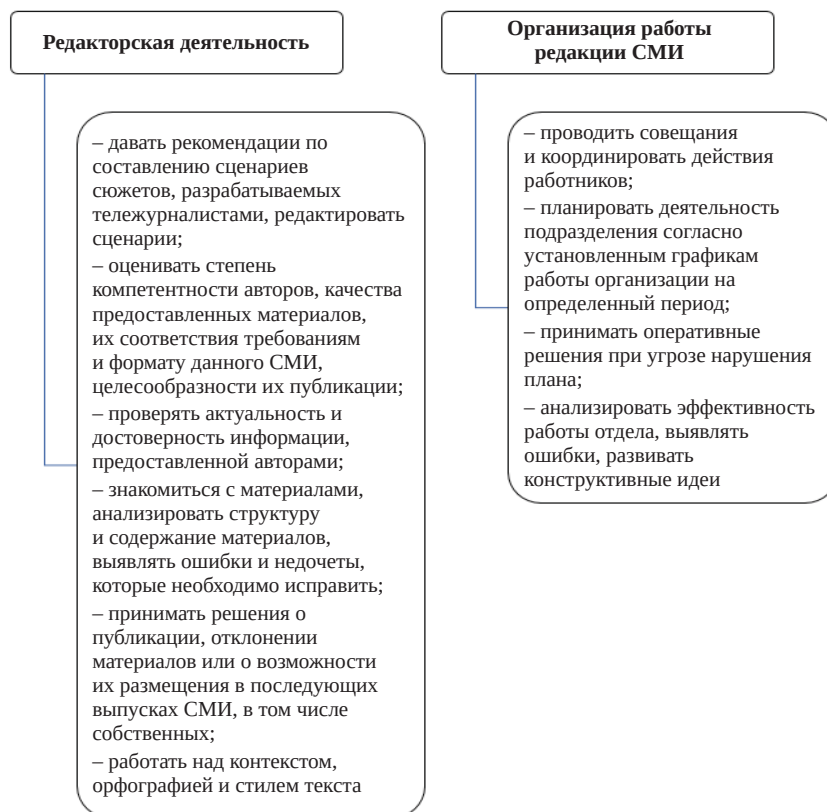 Редакторская деятельность
– давать рекомендации по
составлению сценариев
сюжетов, разрабатываемых
тележурналистами, редактировать
сценарии;
– оценивать степень
компетентности авторов, качества
предоставленных материалов,
их соответствия требованиям
и формату данного СМИ,
целесообразности их публикации;
– проверять актуальность и
достоверность информации,
предоставленной авторами;
– знакомиться с материалами,
анализировать структуру
и содержание материалов,
выявлять ошибки и недочеты,
которые необходимо исправить;
– принимать решения о
публикации, отклонении
материалов или о возможности
их размещения в последующих
выпусках СМИ, в том числе
собственных;
– работать над контекстом,
орфографией и стилем текста
Организация работы
редакции СМИ
– проводить совещания
и координировать действия
работников;
– планировать деятельность
подразделения согласно
установленным графикам
работы организации на
определенный период;
– принимать оперативные
решения при угрозе нарушения
плана;
– анализировать эффективность
работы отдела, выявлять
ошибки, развивать
конструктивные идеи